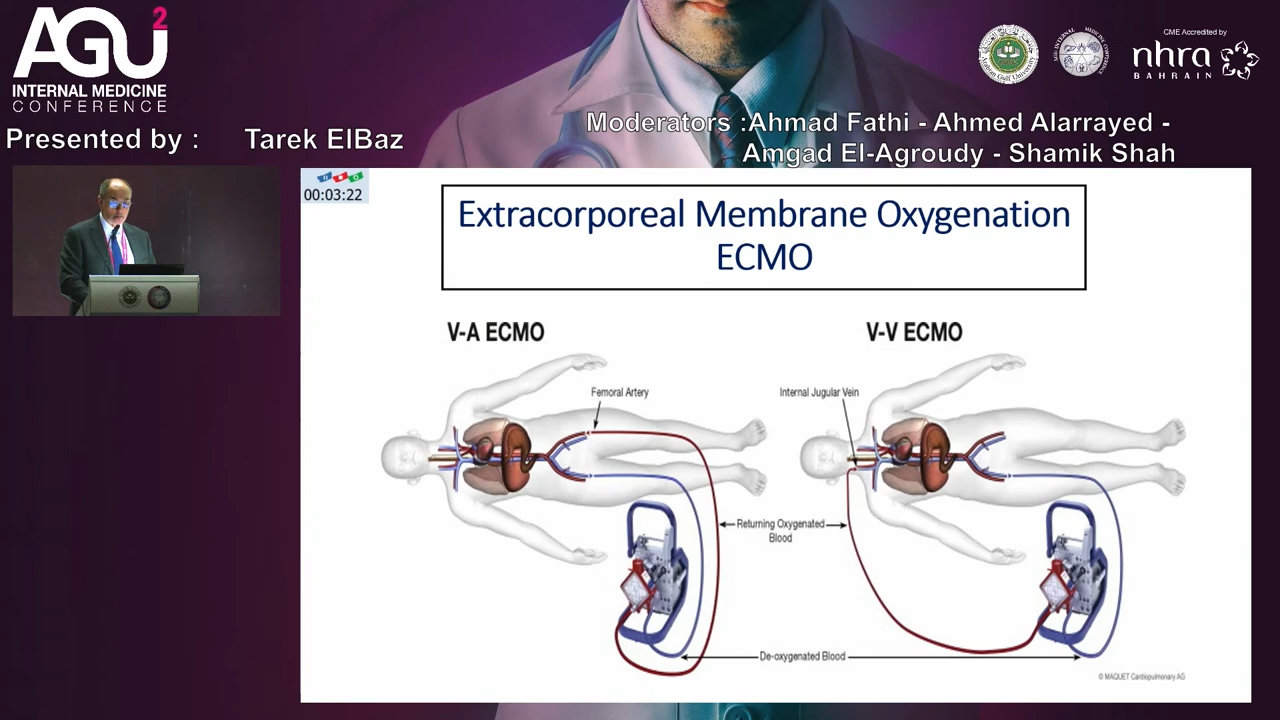 AGU2
INTERNAL MEDICINE
CONFERENCE
CME Accredited by
nhra
BAHRAIN
Presented by : Tarek ElBaz
Moderators :Ahmad Fathi - Ahmed Alarrayed -
Amgad El-Agroudy - Shamik Shah
00:03:22
Extracorporeal Membrane Oxygenation
ECMO
V-A ECMO
V-V ECMO
Femoral Artery
Internal Jugular Vein
Returning Oxygenated
Blood
De-oxygenated Blood
© MAQUET Cardiopulmonary AG